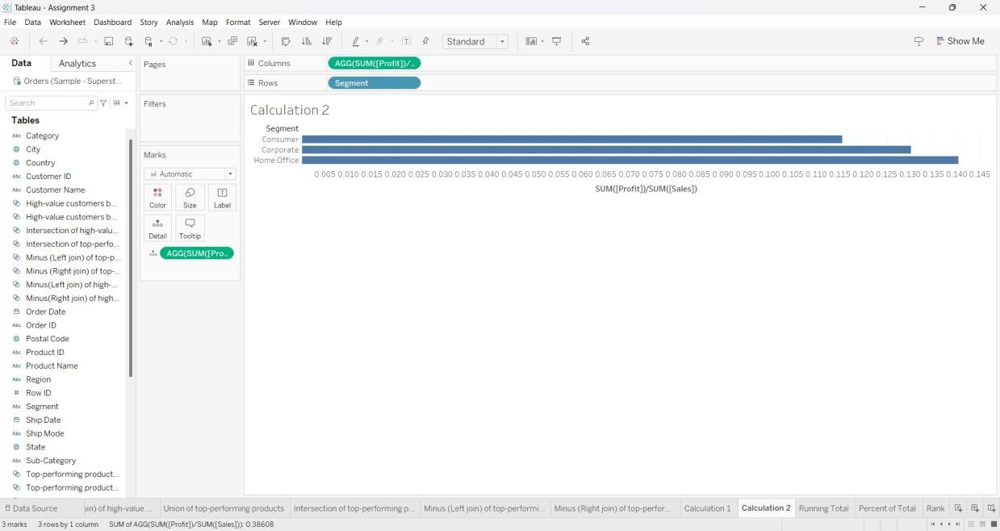 Tableau - Assignment 3
File Data Worksheet Dashboard Story Analysis Map Format Server Window Help
Standard
Show Me
Data Analytics
Orders (Sample - Superst...
Search
Tables
Abc Category
City
Country
Abc Customer ID
Abc Customer Name
High-value customers b...
High-value customers b...
Intersection of high-valu...
Intersection of top-perfo...
Minus (Left join) of top-p...
Minus (Right join) of top-...
Minus(Left join) of high-...
Minus(Right join) of high...
Order Date
Abc Order ID
Postal Code
Abc Product ID
Abc Product Name
Abc Region
# Row ID
Abc Segment
Ship Date
Abc Ship Mode
State
Abc Sub-Category
Top-performing product...
Top-performing product...
Pages
Filters
Marks
Automatic
Color Size Label
Detail Tooltip
AGG(SUM([Pro..
Columns AGG(SUM([Profit])/..
Rows Segment
Calculation 2
Segment
Consumer
Corporate
Home Office
0.005 0.010 0.015 0.020 0.025 0.030 0.035 0.040 0.045 0.050 0.055 0.060 0.065 0.070 0.075 0.080 0.085 0.090 0.095 0.100 0.105 0.110 0.115 0.120 0.125 0.130 0.135 0.140 0.145
SUM([Profit])/SUM([Sales])
Data Source oin) of high-value ... Union of top-performing products Intersection of top-performing p... Minus (Left join) of top-performi... Minus (Right join) of top-perfor... Calculation 1 Calculation 2 Running Total Percent of Total Rank
3 marks 3 rows by 1 column SUM of AGG(SUM([Profit])/SUM([Sales])): 0.38608